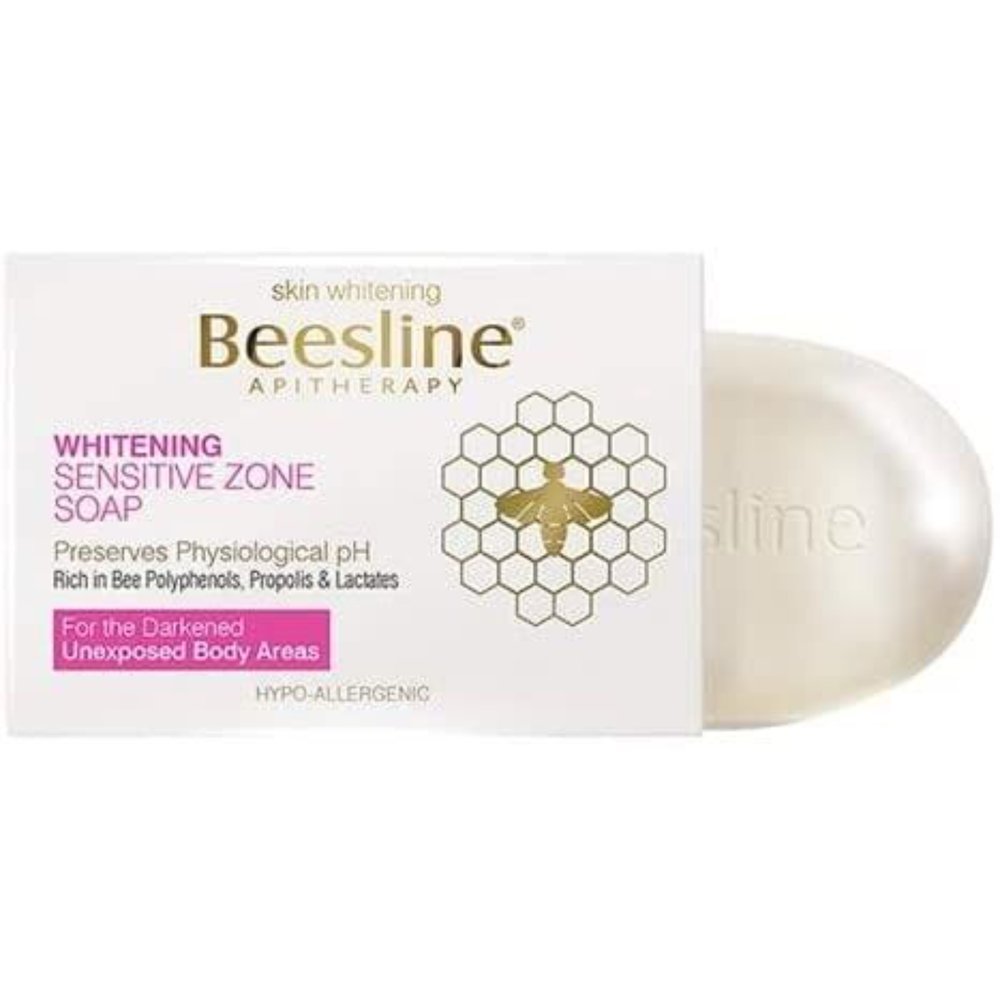 skin whitening
Beesline®
APITHERAPY
WHITENING
SENSITIVE ZONE
SOAP
Preserves Physiological pH
Rich in Bee Polyphenols, Propolis & Lactates
For the Darkened
Unexposed Body Areas
HYPO-ALLERGENIC
esline